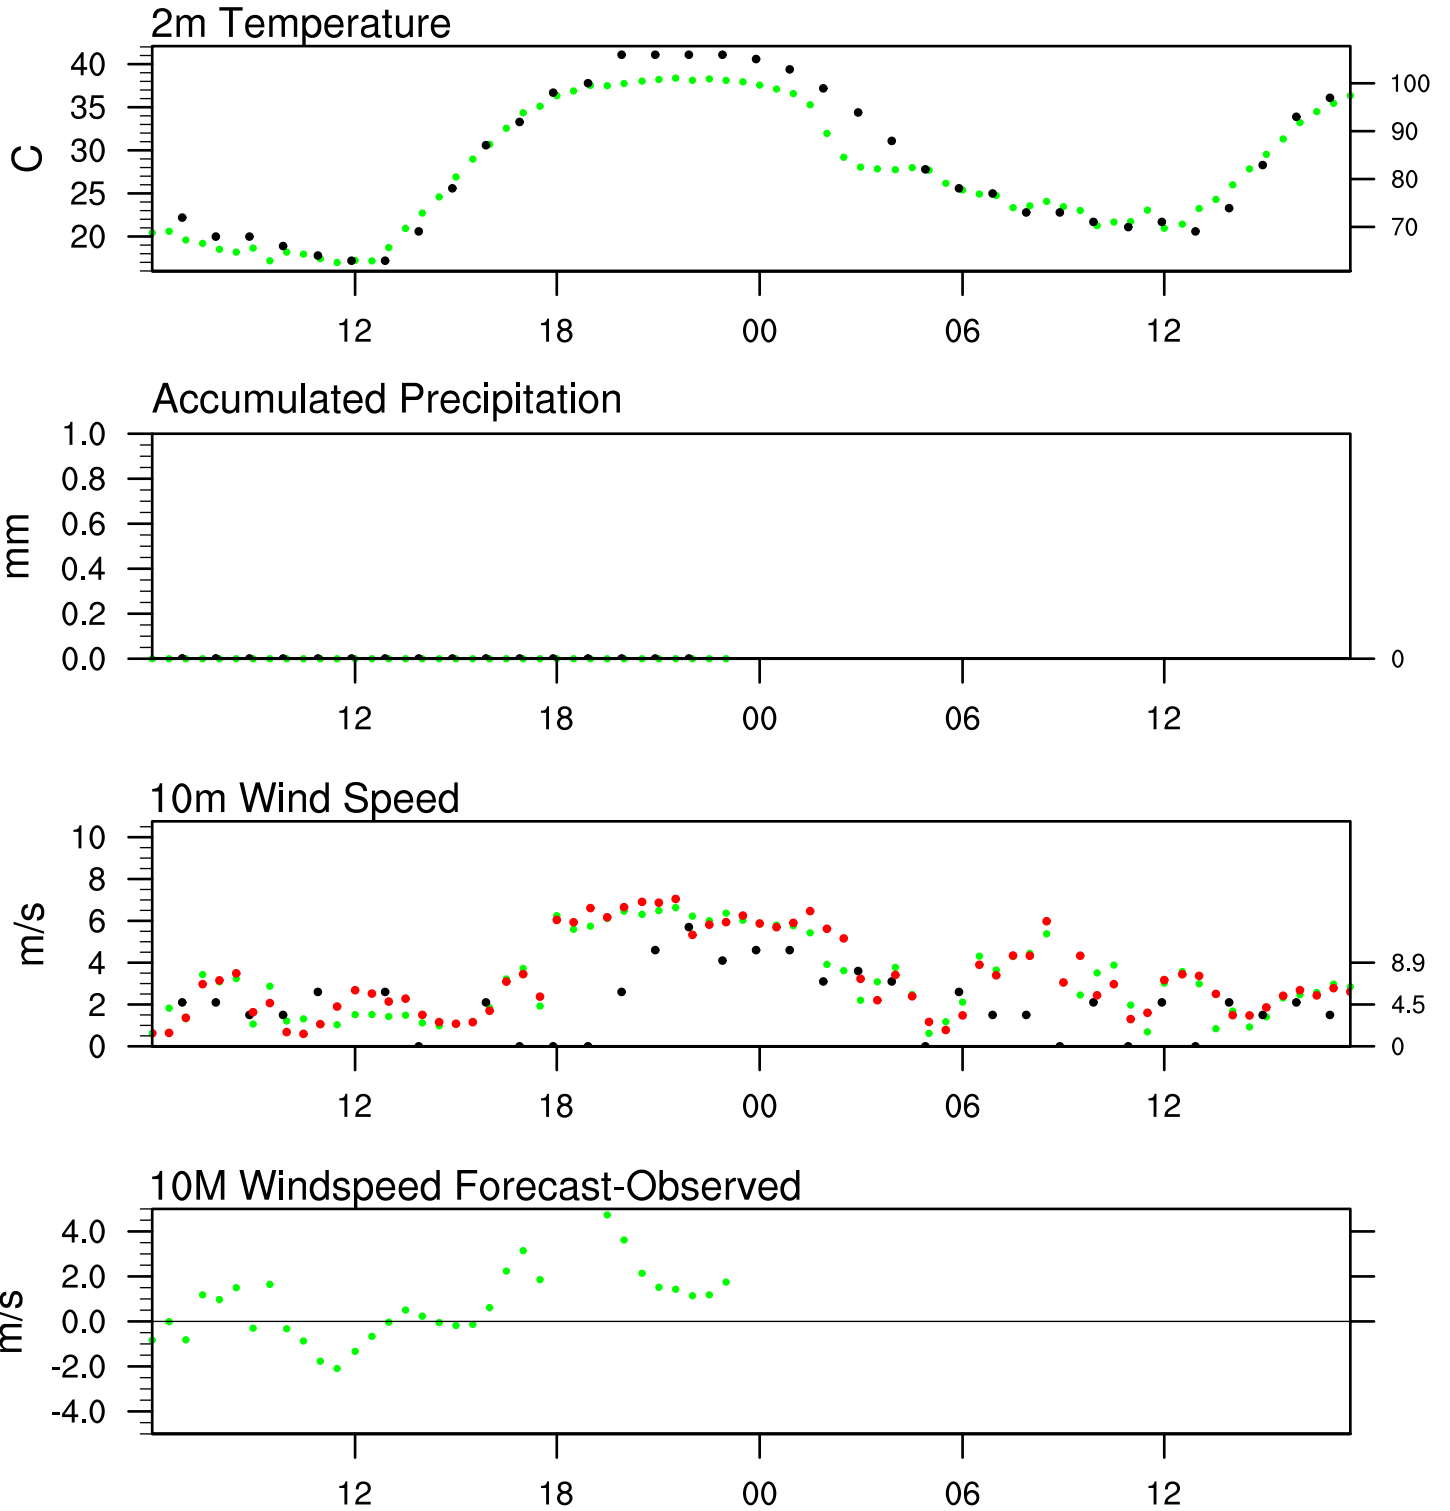 2m Temperature
40
35
30
25
20
C
100
90
80
70
12 18 00 06 12
Accumulated Precipitation
1.0
0.8
0.6
0.4
0.2
0.0
mm
0
12 18 00 06 12
10m Wind Speed
10
8
6
4
2
0
m/s
8.9
4.5
0
12 18 00 06 12
10M Windspeed Forecast-Observed
4.0
2.0
0.0
-2.0
-4.0
m/s
12 18 00 06 12